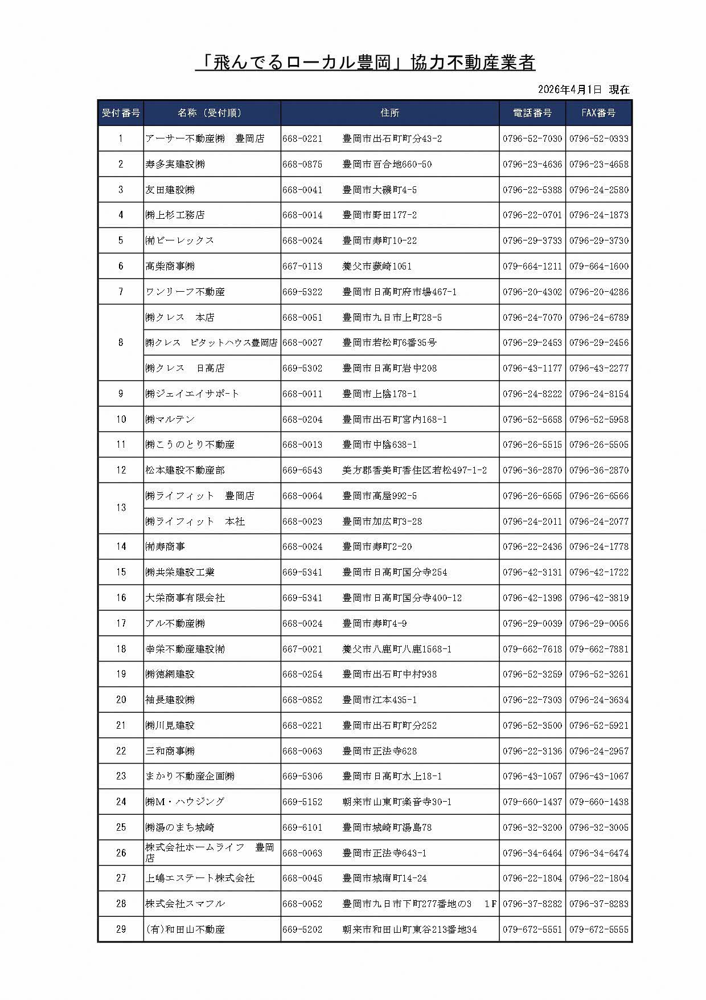 「飛んでるローカル豊岡」協力不動産業者
2026年4月1日 現在
受付番号 名称（受付順） 住所 電話番号 FAX番号
1 アーサー不動産㈱ 豊岡店 668-0221 豊岡市出石町町分43-2 0796-52-7030 0796-52-0333
2 寿多実建設㈱ 668-0875 豊岡市百合地660-50 0796-23-4636 0796-23-4658
3 友田建設㈱ 668-0041 豊岡市大磯町4-5 0796-22-5388 0796-24-2580
4 ㈱上杉工務店 668-0014 豊岡市野田177-2 0796-22-0701 0796-24-1873
5 ㈲ビーレックス 668-0024 豊岡市寿町10-22 0796-29-3733 0796-29-3730
6 高柴商事㈱ 667-0113 養父市藪崎1051 079-664-1211 079-664-1600
7 ワンリーフ不動産 669-5322 豊岡市日高町府市場467-1 0796-20-4302 0796-20-4286
㈱クレス 本店 668-0051 豊岡市九日市上町28-5 0796-24-7070 0796-24-6789
8 ㈱クレス ピタットハウス豊岡店 668-0027 豊岡市若松町6番35号 0796-29-2453 0796-29-2456
㈱クレス 日高店 669-5302 豊岡市日高町岩中208 0796-43-1177 0796-43-2277
9 ㈱ジェイエイサポ-ト 668-0011 豊岡市上陰178-1 0796-24-8222 0796-24-8154
10 ㈱マルテン 668-0204 豊岡市出石町宮内168-1 0796-52-5658 0796-52-5958
11 ㈱こうのとり不動産 668-0013 豊岡市中陰638-1 0796-26-5515 0796-26-5505
12 松本建設不動産部 669-6543 美方郡香美町香住区若松497-1-2 0796-36-2870 0796-36-2870
13 ㈱ライフィット 豊岡店 668-0064 豊岡市高屋992-5 0796-26-6565 0796-26-6566
㈱ライフィット 本社 668-0023 豊岡市加広町3-28 0796-24-2011 0796-24-2077
14 ㈲寿商事 668-0024 豊岡市寿町2-20 0796-22-2436 0796-24-1778
15 ㈱共栄建設工業 669-5341 豊岡市日高町国分寺254 0796-42-3131 0796-42-1722
16 大栄商事有限会社 669-5341 豊岡市日高町国分寺400-12 0796-42-1398 0796-42-3819
17 アル不動産㈱ 668-0024 豊岡市寿町4-9 0796-29-0039 0796-29-0056
18 幸栄不動産建設㈲ 667-0021 養父市八鹿町八鹿1568-1 079-662-7618 079-662-7881
19 ㈱徳網建設 668-0254 豊岡市出石町中村938 0796-52-3259 0796-52-3261
20 袖長建設㈱ 668-0852 豊岡市江本435-1 0796-22-7303 0796-24-3634
21 ㈱川見建設 668-0221 豊岡市出石町町分252 0796-52-3500 0796-52-5921
22 三和商事㈱ 668-0063 豊岡市正法寺628 0796-22-3136 0796-24-2957
23 まかり不動産企画㈱ 669-5306 豊岡市日高町水上18-1 0796-43-1057 0796-43-1067
24 ㈱M・ハウジング 669-5152 朝来市山東町楽音寺30-1 079-660-1437 079-660-1438
25 ㈱湯のまち城崎 669-6101 豊岡市城崎町湯島78 0796-32-3200 0796-32-3005
26 株式会社ホームライフ 豊岡店 668-0063 豊岡市正法寺643-1 0796-34-6464 0796-34-6474
27 上嶋エステート株式会社 668-0045 豊岡市城南町14-24 0796-22-1804 0796-22-1804
28 株式会社スマフル 668-0052 豊岡市九日市下町277番地の3 １F 0796-37-8282 0796-37-8283
29 (有)和田山不動産 669-5202 朝来市和田山町東谷213番地34 079-672-5551 079-672-5555